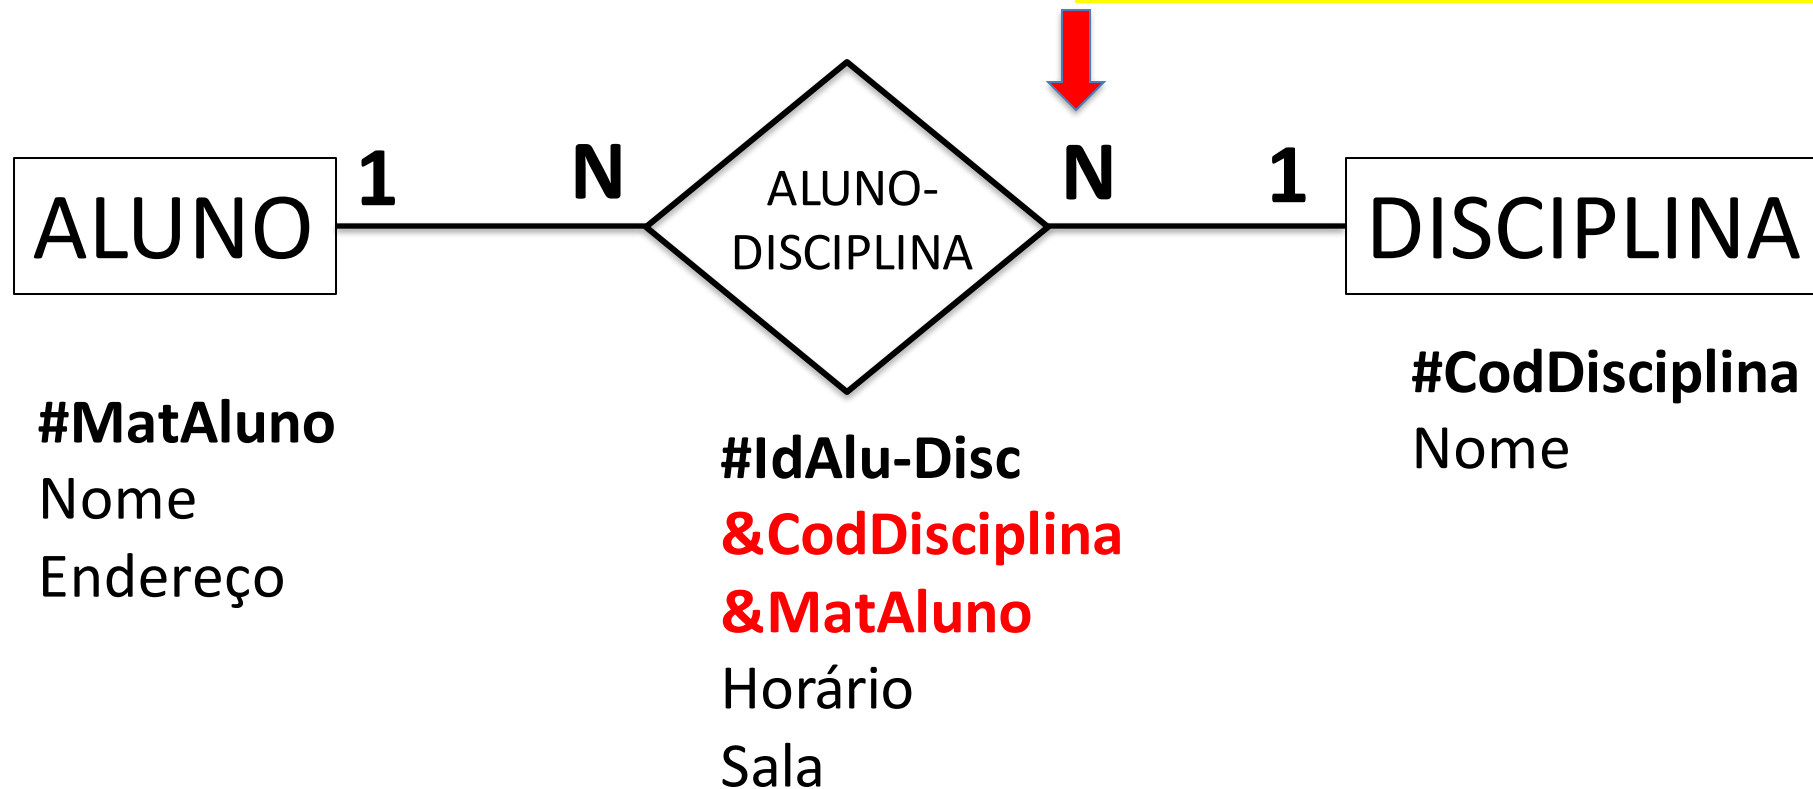 ALUNO
1
N
ALUNO-
DISCIPLINA
N
1
DISCIPLINA
#MatAluno
Nome
Endereço
#IdAlu-Disc
&CodDisciplina
&MatAluno
Horário
Sala
#CodDisciplina
Nome